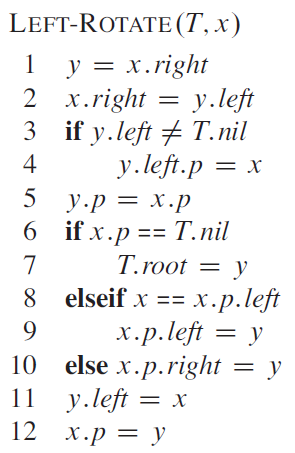 LEFT-ROTATE(T, x)
1 y = x.right
2 x.right = y.left
3 if y.left ≠ T.nil
4 y.left.p = x
5 y.p = x.p
6 if x.p == T.nil
7 T.root = y
8 elseif x == x.p.left
9 x.p.left = y
10 else x.p.right = y
11 y.left = x
12 x.p = y